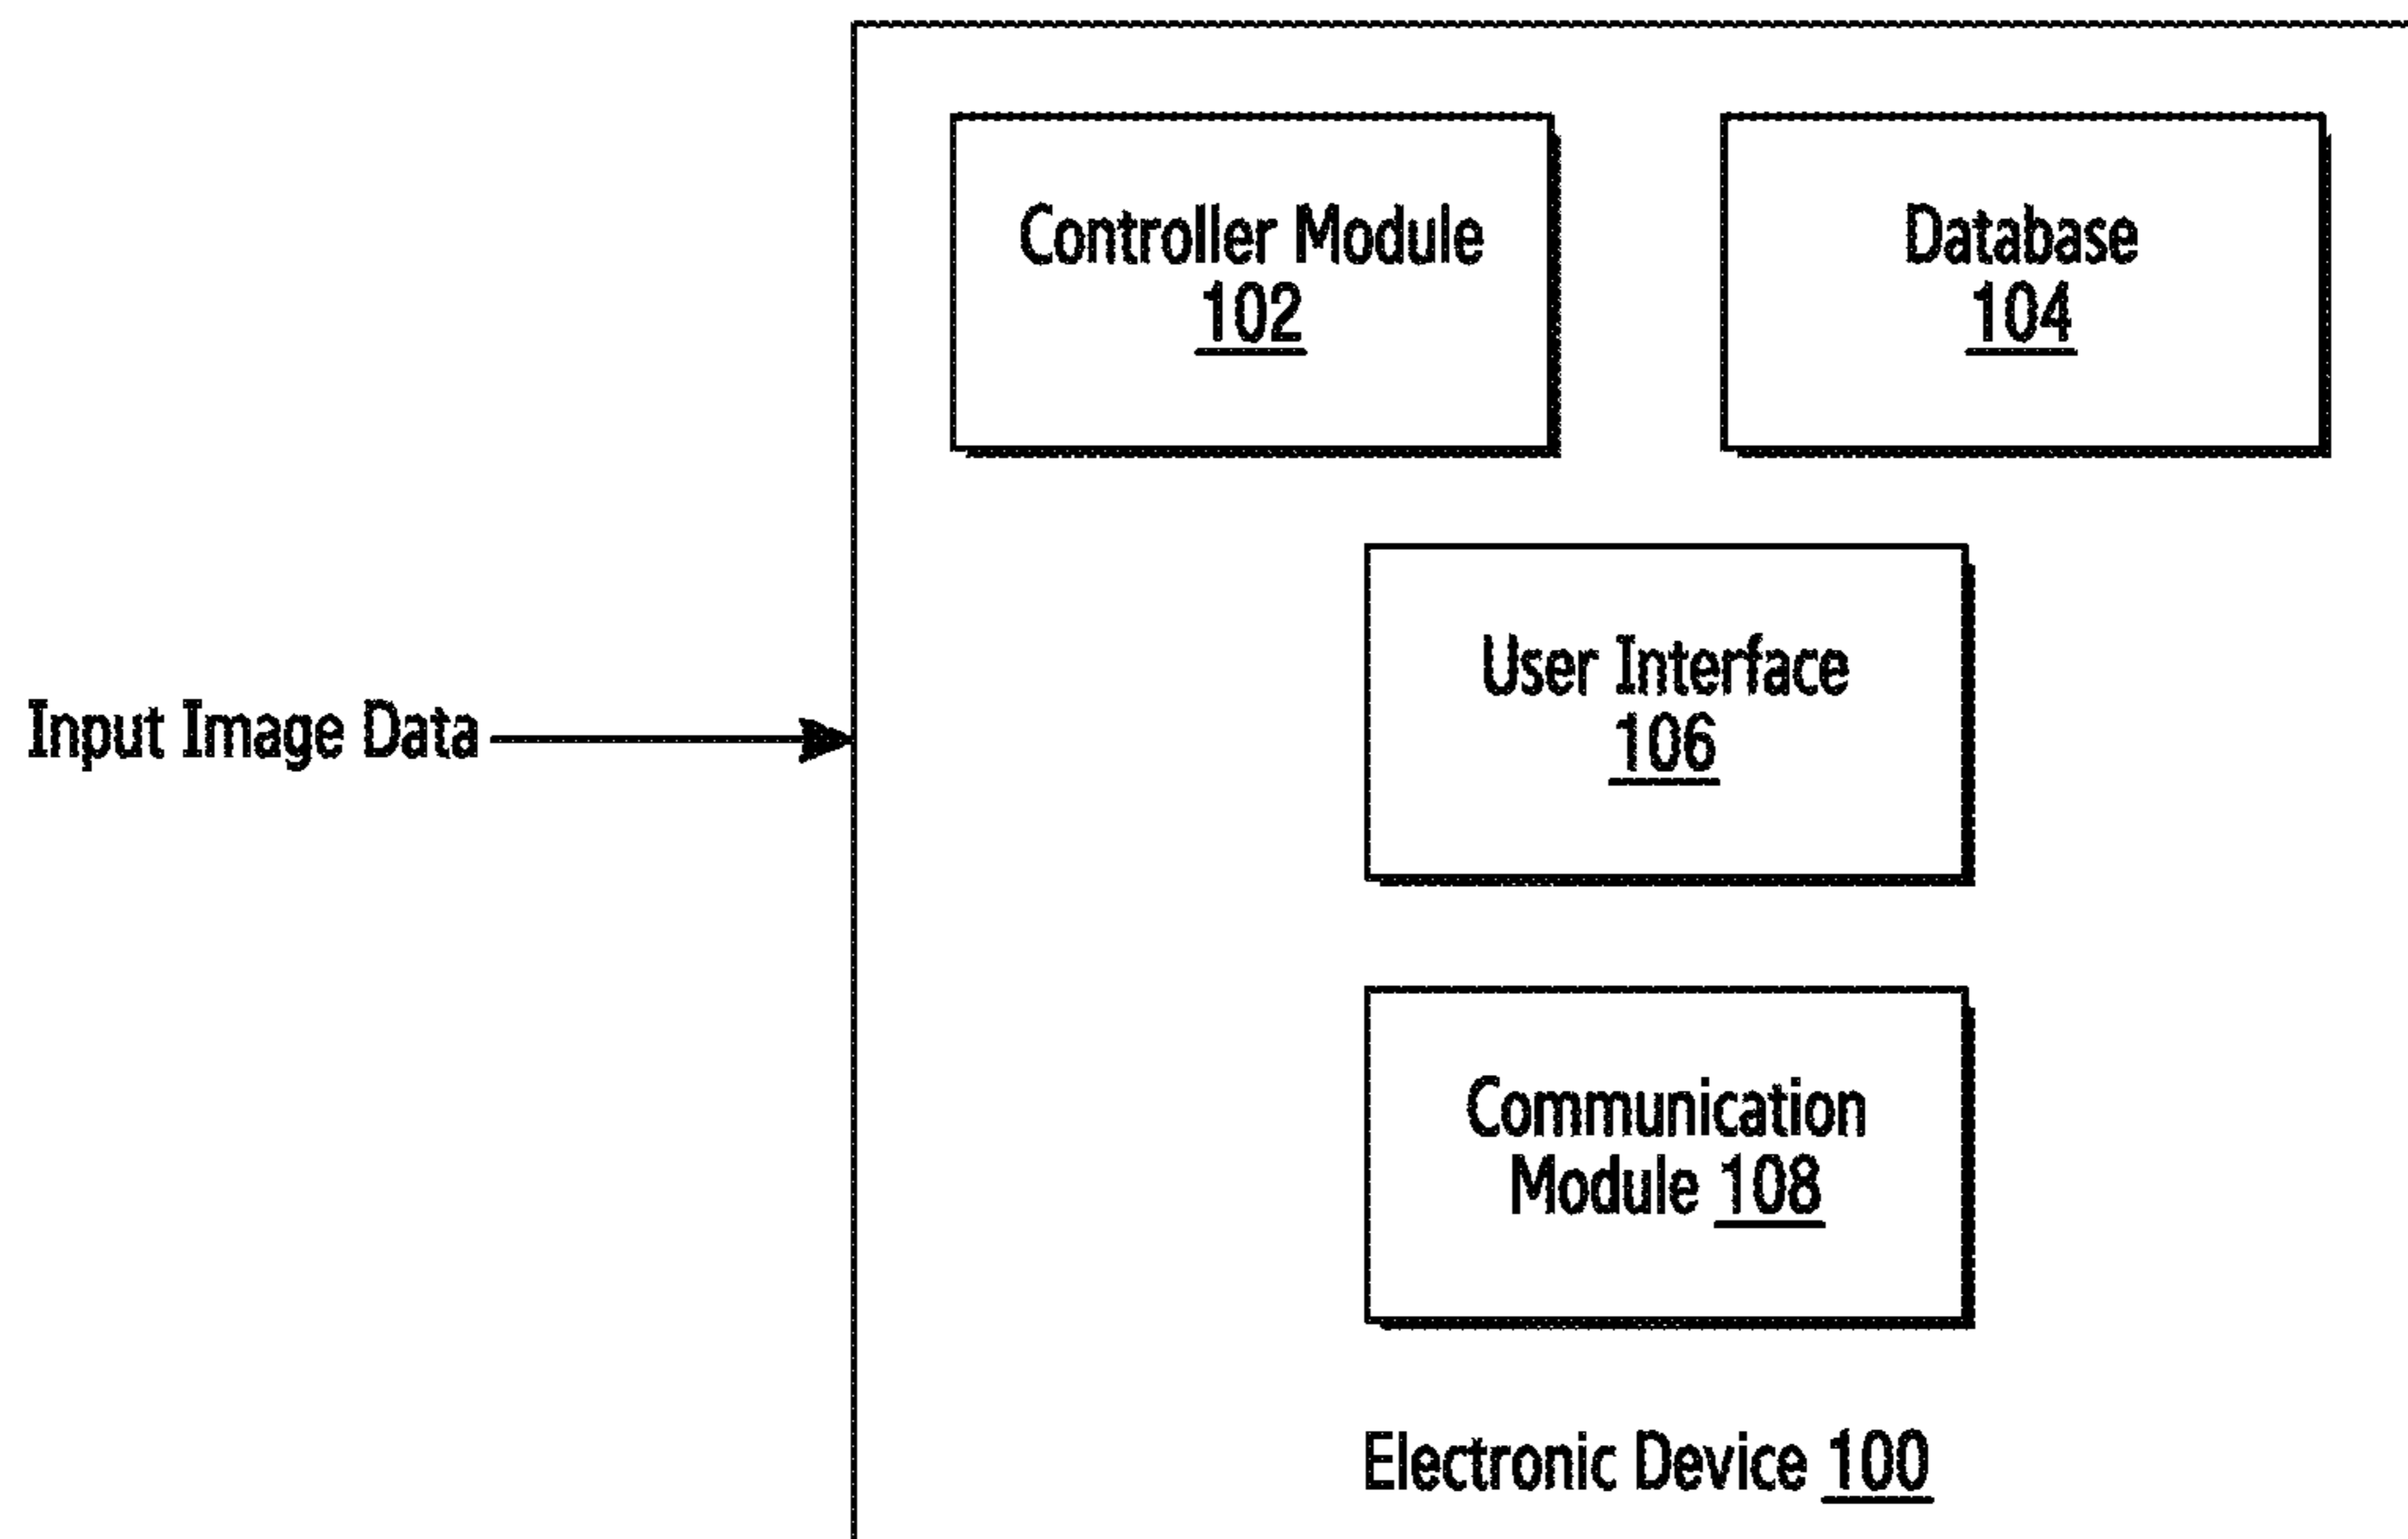 Controller Module
102
Database
104
User Interface
106
Input Image Data
Communication
Module 108
Electronic Device 100